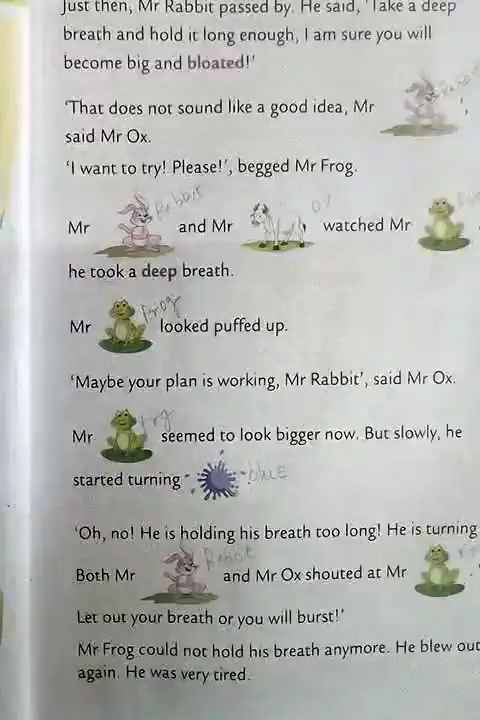 Just then, Mr Rabbit passed by. He said, 'Take a deep
breath and hold it long enough, I am sure you will
become big and bloated!'
'That does not sound like a good idea, Mr ',
said Mr Ox.
'I want to try! Please!', begged Mr Frog.
Mr Rabbit and Mr Ox watched Mr
he took a deep breath.
Mr Frog looked puffed up.
'Maybe your plan is working, Mr Rabbit', said Mr Ox.
Mr seemed to look bigger now. But slowly, he
started turning blue
'Oh, no! He is holding his breath too long! He is turning
Both Mr Rabit and Mr Ox shouted at Mr
Let out your breath or you will burst!'
Mr Frog could not hold his breath anymore. He blew out
again. He was very tired.